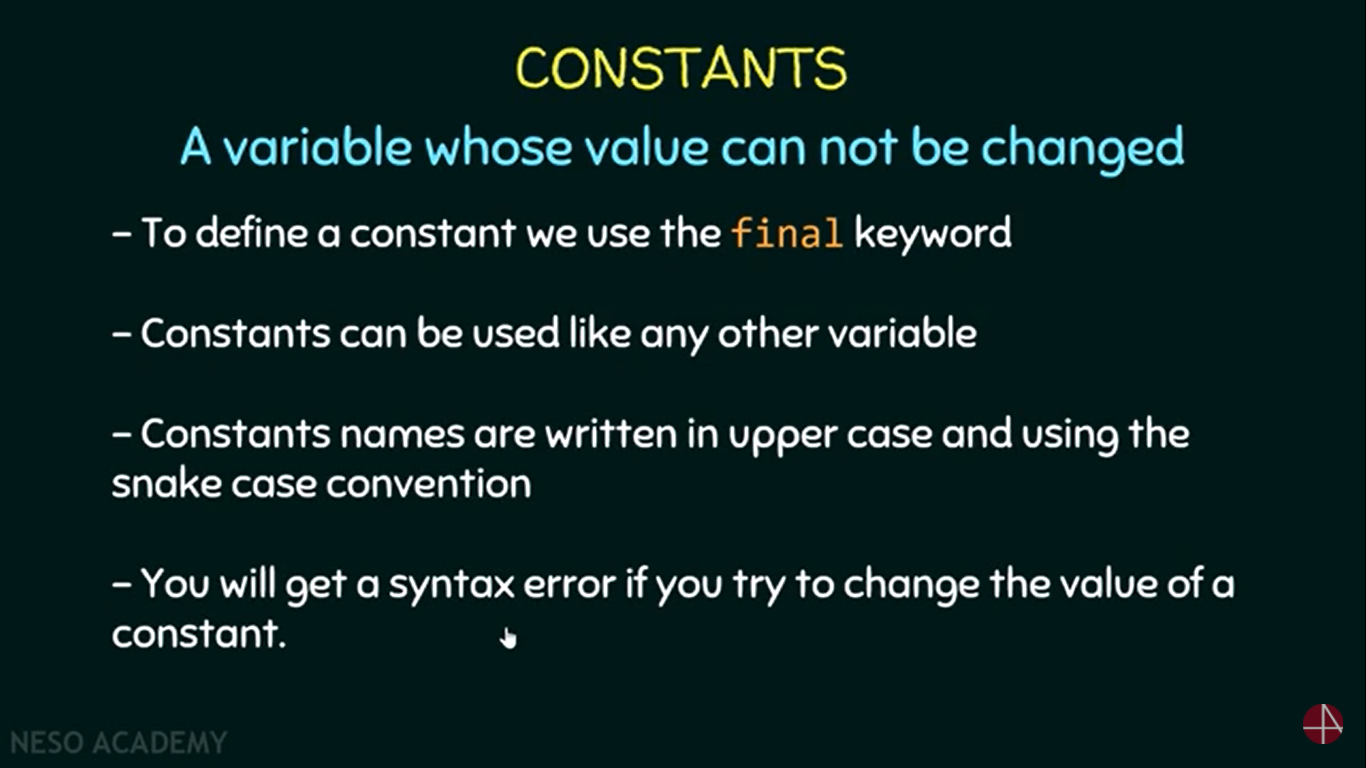 CONSTANTS
A variable whose value can not be changed
– To define a constant we use the final keyword
– Constants can be used like any other variable
– Constants names are written in upper case and using the
snake case convention
– You will get a syntax error if you try to change the value of a
constant.
NESO ACADEMY